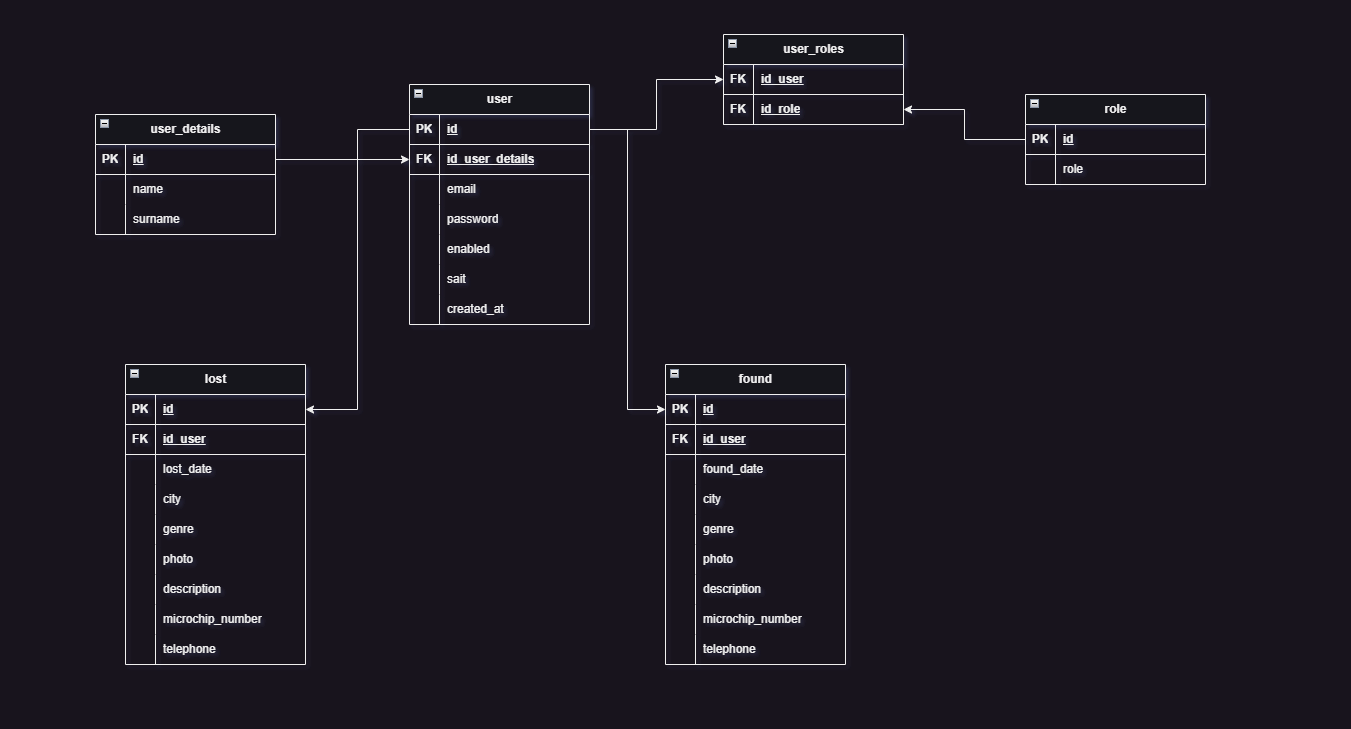 user_details
PK id
name
surname
user
PK id
FK id_user_details
email
password
enabled
sait
created_at
user_roles
FK id_user
FK id_role
role
PK id
role
lost
PK id
FK id_user
lost_date
city
genre
photo
description
microchip_number
telephone
found
PK id
FK id_user
found_date
city
genre
photo
description
microchip_number
telephone